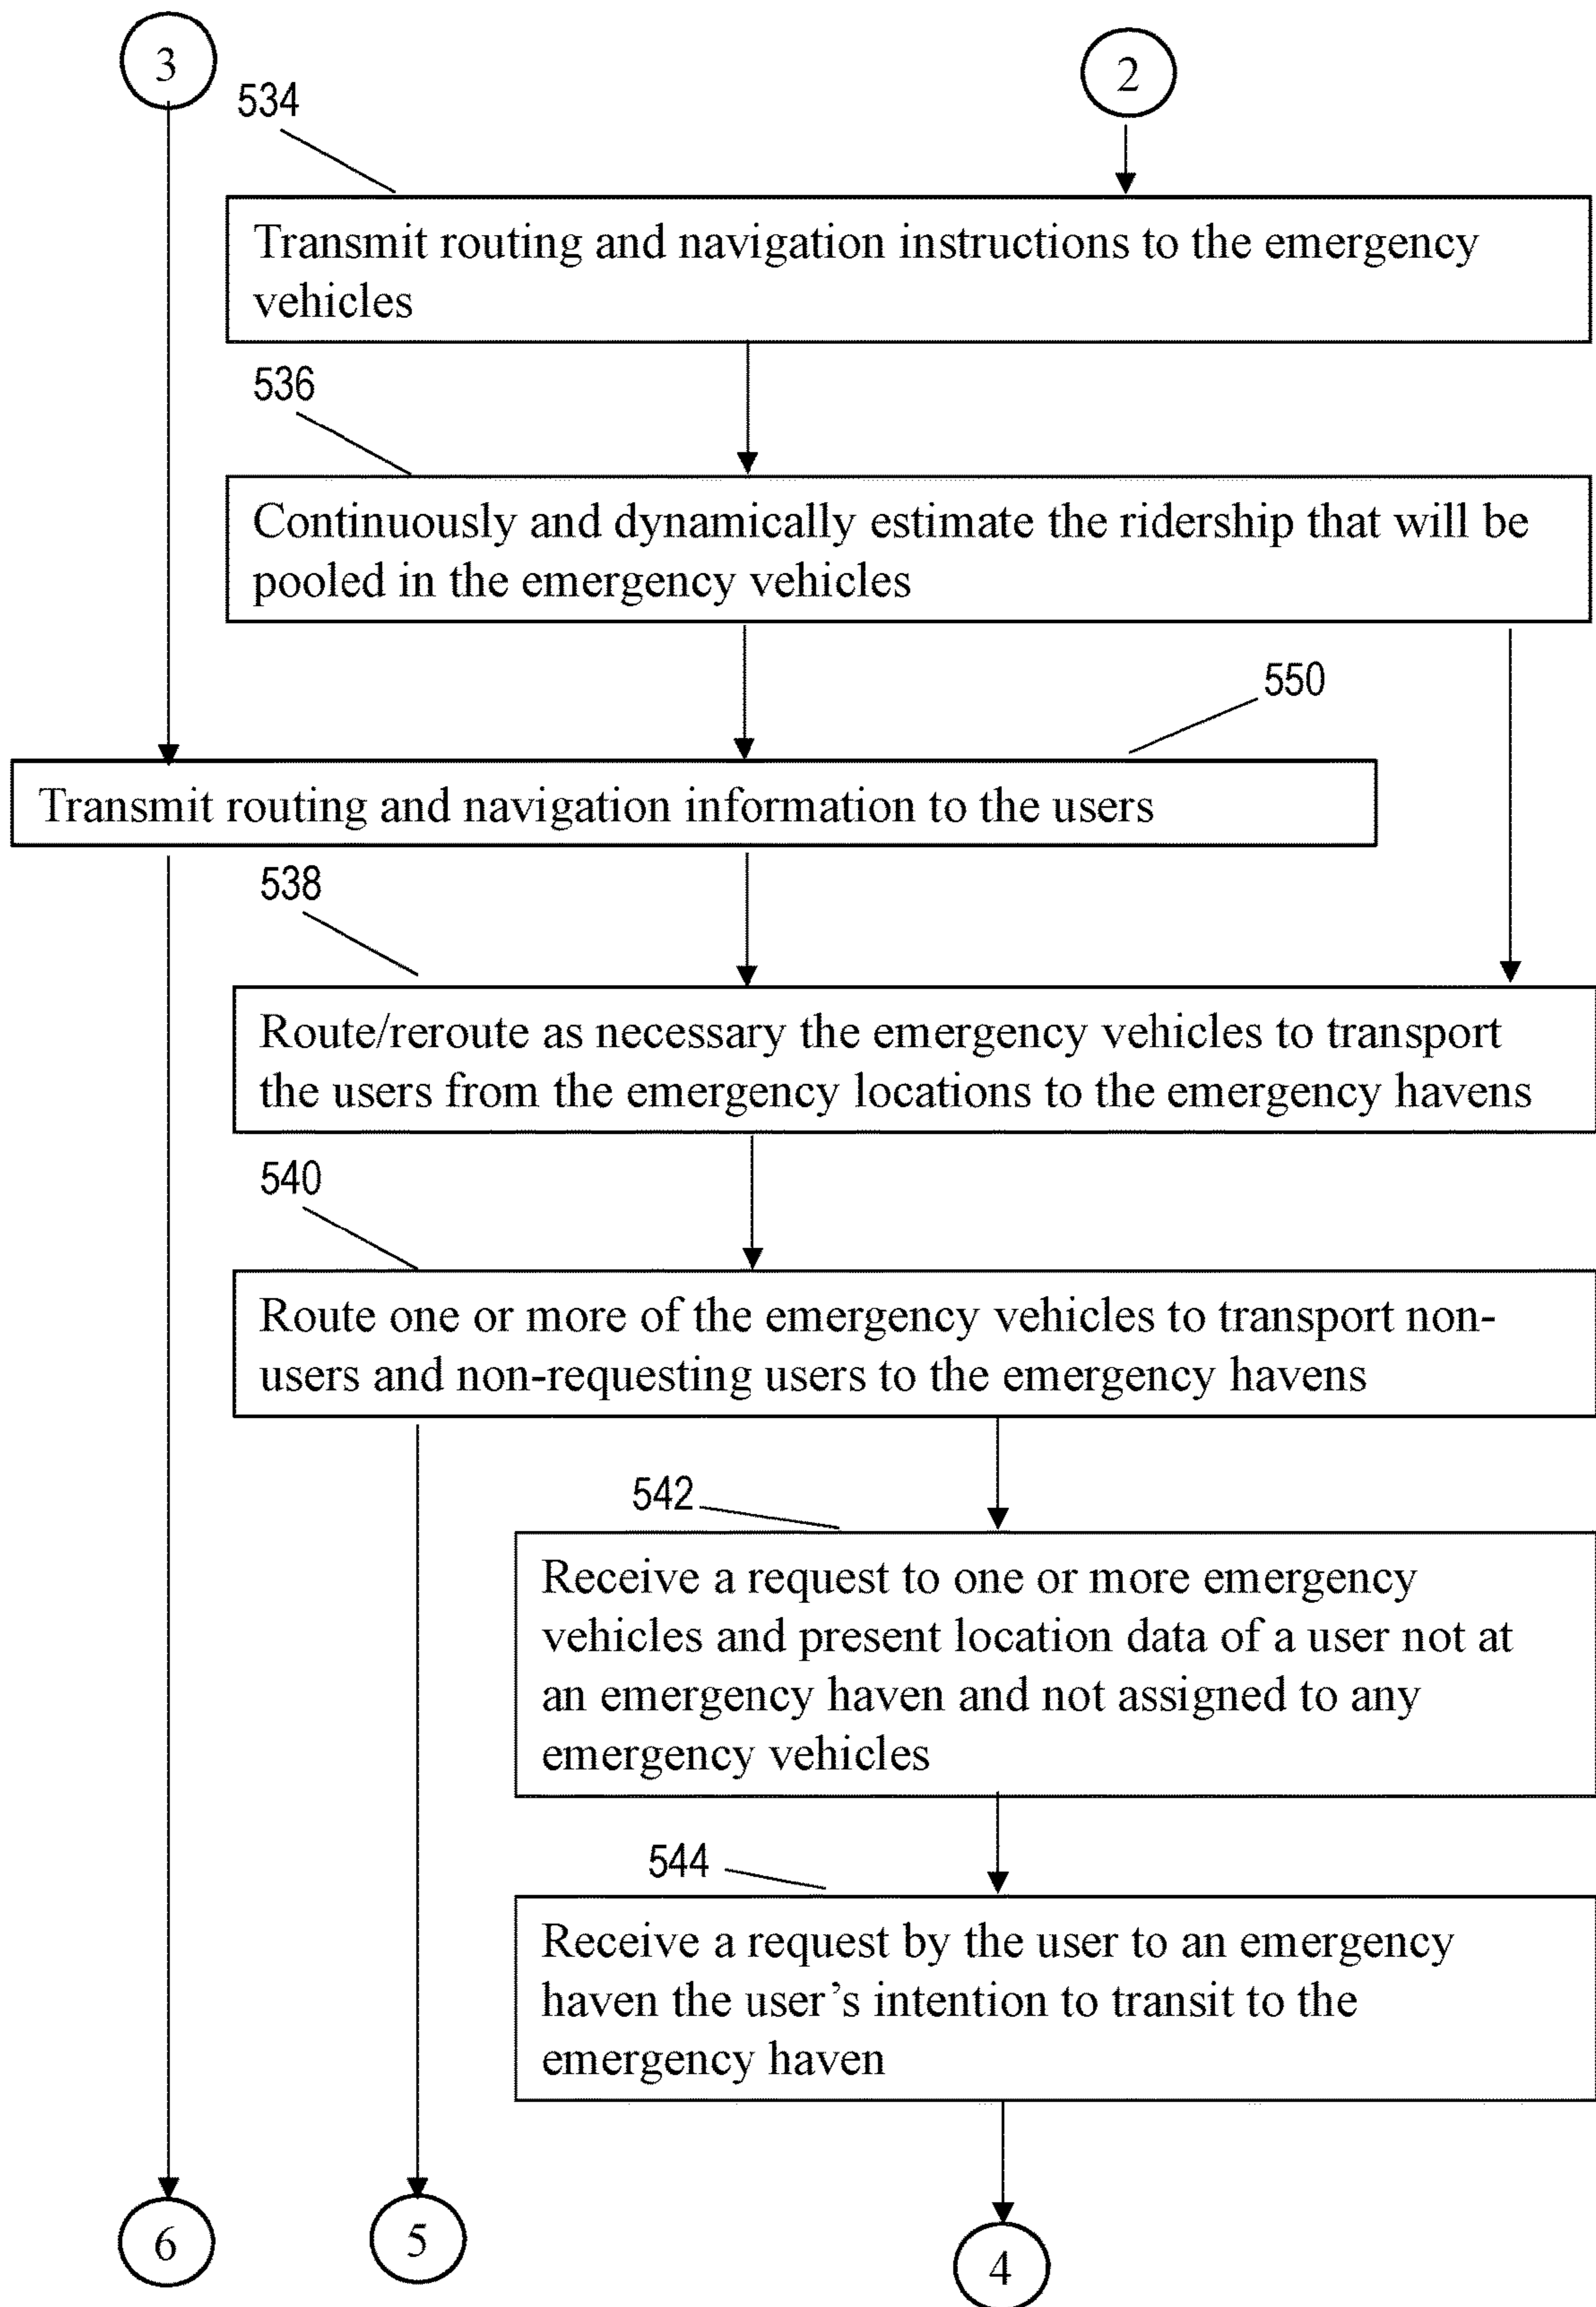 3
2
534
Transmit routing and navigation instructions to the emergency
vehicles
536
Continuously and dynamically estimate the ridership that will be
pooled in the emergency vehicles
550
Transmit routing and navigation information to the users
538
Route/reroute as necessary the emergency vehicles to transport
the users from the emergency locations to the emergency havens
540
Route one or more of the emergency vehicles to transport non-
users and non-requesting users to the emergency havens
542
Receive a request to one or more emergency
vehicles and present location data of a user not at
an emergency haven and not assigned to any
emergency vehicles
544
Receive a request by the user to an emergency
haven the user’s intention to transit to the
emergency haven
6
5
4